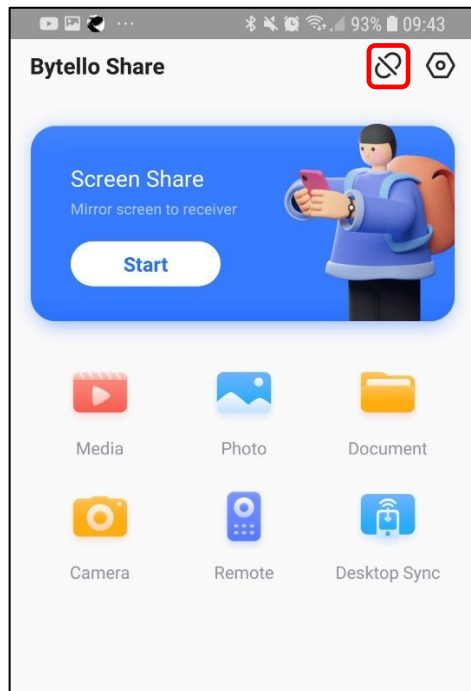 93% 09:43
Bytello Share
Screen Share
Mirror screen to receiver
Start
Media Photo Document
Camera Remote Desktop Sync